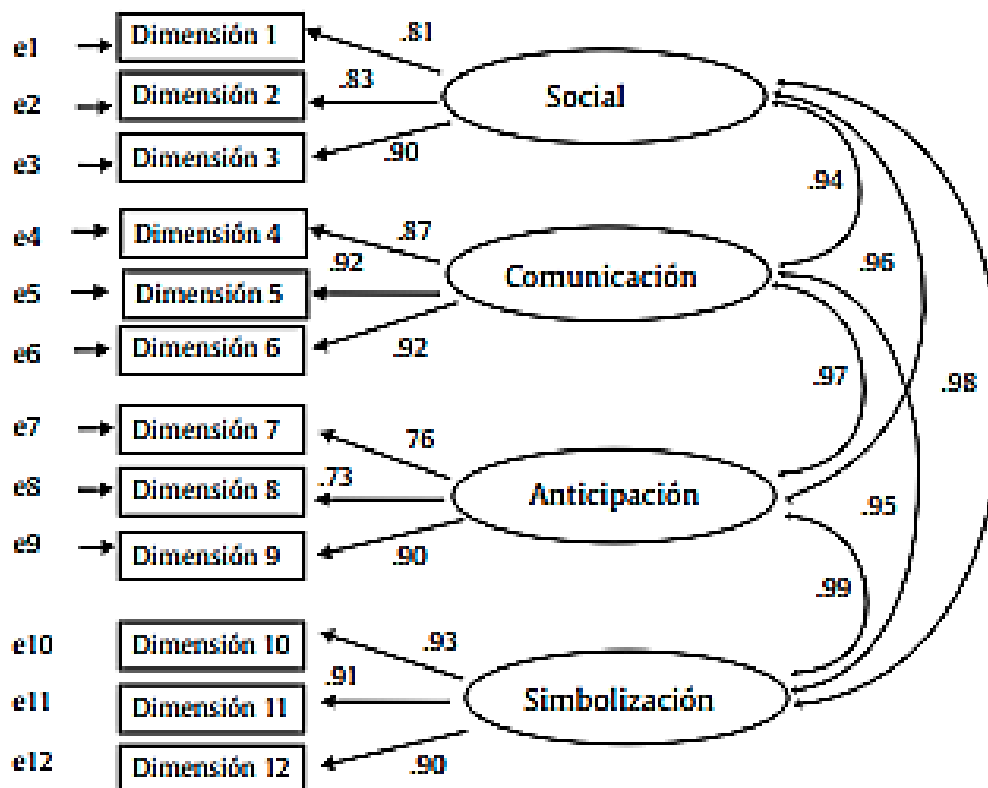 e1
Dimensión 1
.81
e2
Dimensión 2
.83
Social
e3
Dimensión 3
.90
.94
e4
Dimensión 4
.87
.92
Comunicación
.96
e5
Dimensión 5
e6
Dimensión 6
.92
.97
.98
e7
Dimensión 7
76
e8
Dimensión 8
.73
Anticipación
.95
e9
Dimensión 9
.90
.99
e10
Dimensión 10
.93
e11
Dimensión 11
.91
Simbolización
e12
Dimensión 12
.90